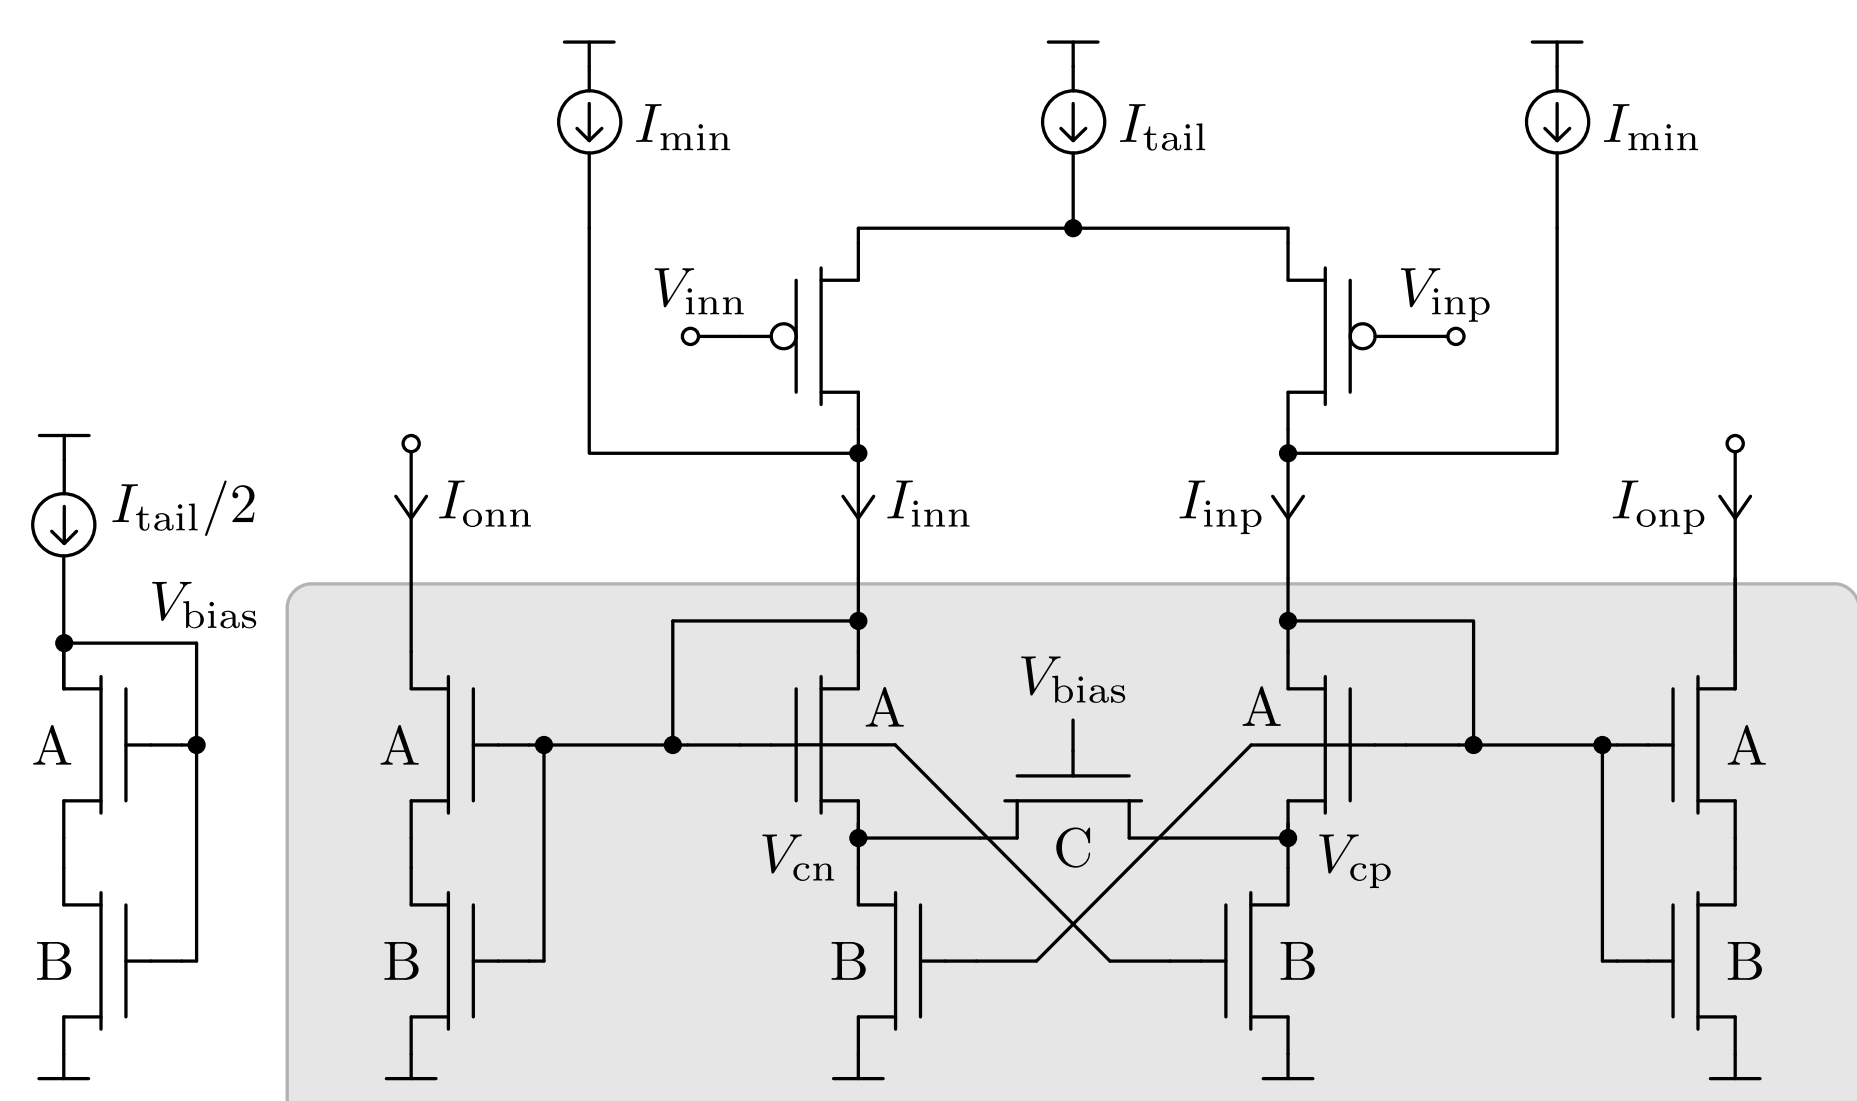 I_min
I_tail
I_min
V_inn
V_inp
I_tail/2
I_onn
I_inn
I_inp
I_onp
V_bias
V_bias
A
A
A
A
A
V_cn
C
V_cp
B
B
B
B
B